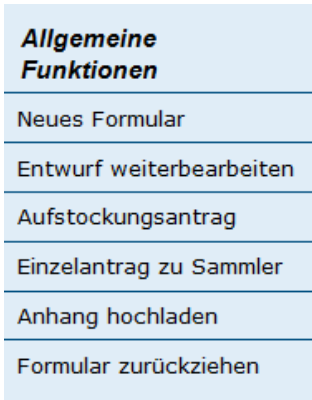 Allgemeine
Funktionen
Neues Formular
Entwurf weiterbearbeiten
Aufstockungsantrag
Einzelantrag zu Sammler
Anhang hochladen
Formular zurückziehen